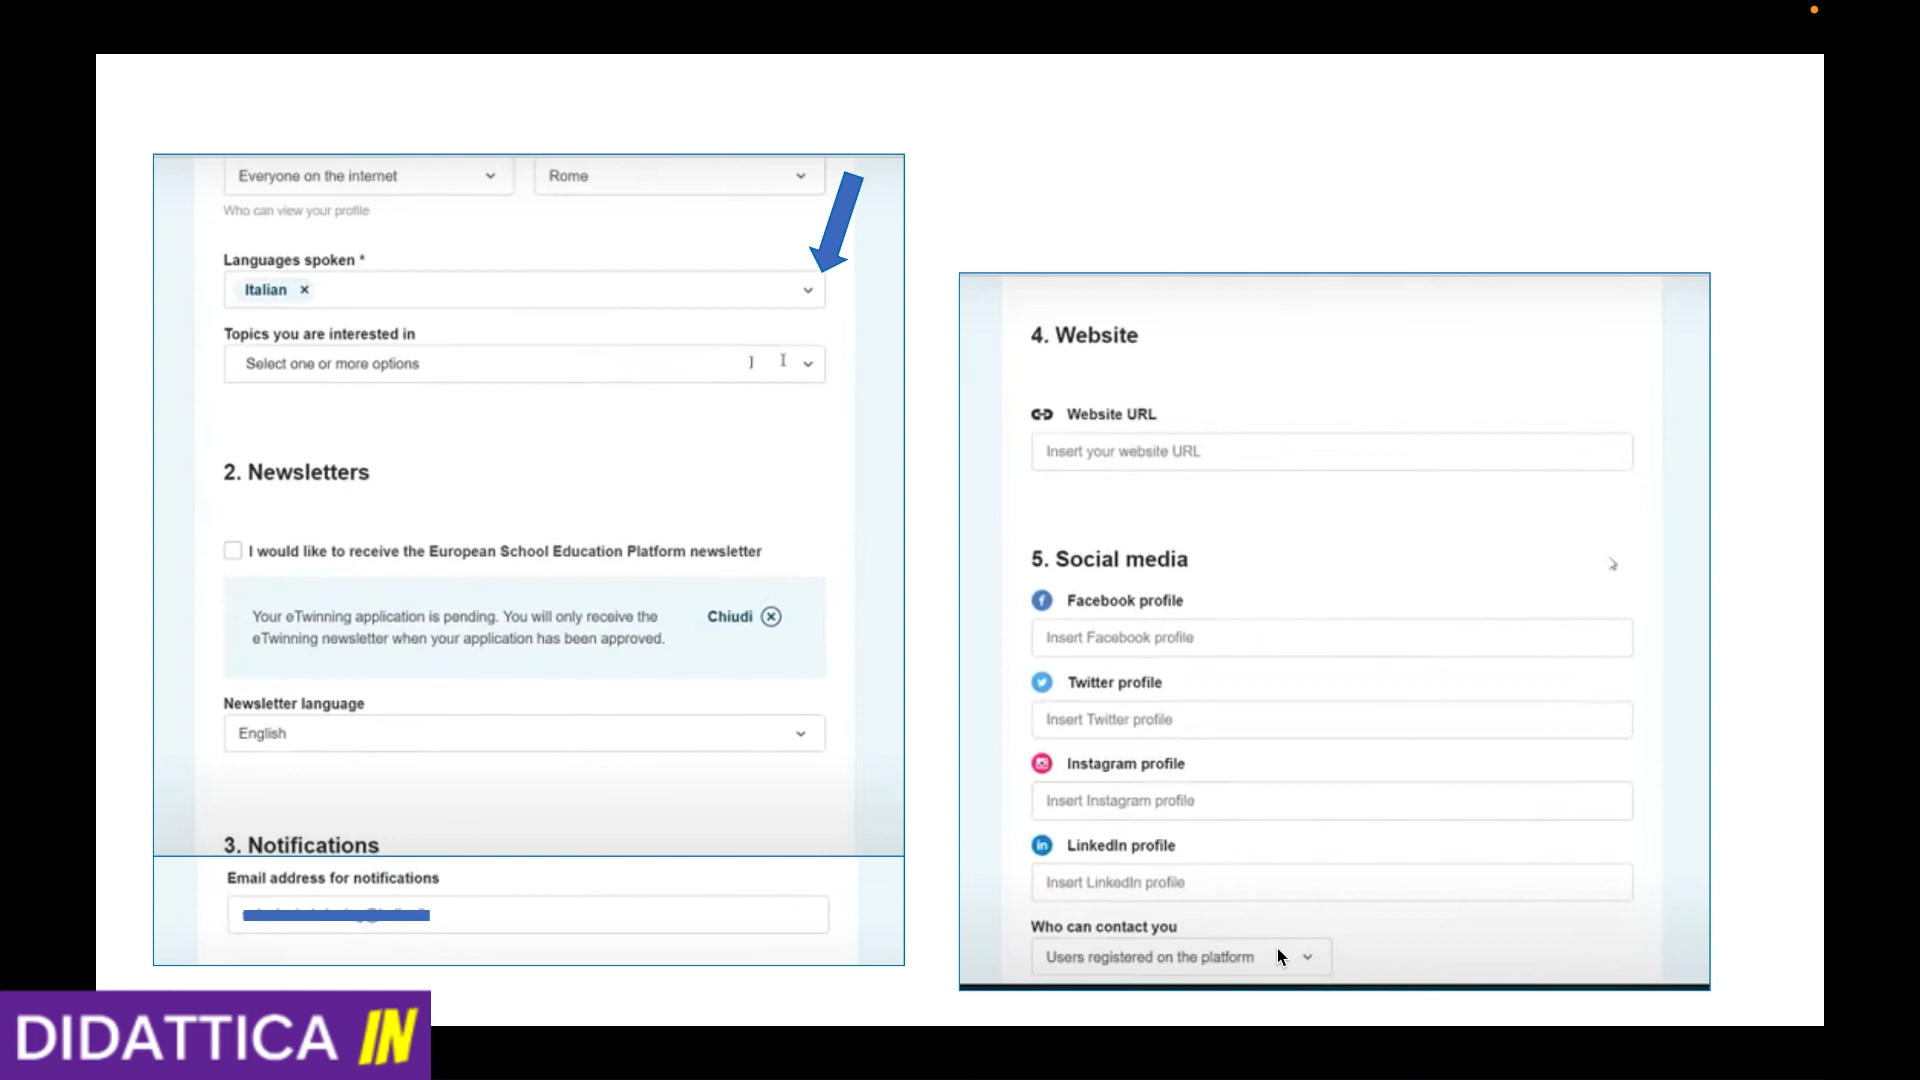 Everyone on the internet
Rome
Who can view your profile
Languages spoken *
Italian ×
Topics you are interested in
Select one or more options
2. Newsletters
I would like to receive the European School Education Platform newsletter
Your eTwinning application is pending. You will only receive the
eTwinning newsletter when your application has been approved.
Chiudi
Newsletter language
English
3. Notifications
Email address for notifications
4. Website
Website URL
Insert your website URL
5. Social media
Facebook profile
Insert Facebook profile
Twitter profile
Insert Twitter profile
Instagram profile
Insert Instagram profile
LinkedIn profile
Insert LinkedIn profile
Who can contact you
Users registered on the platform
DIDATTICA IN